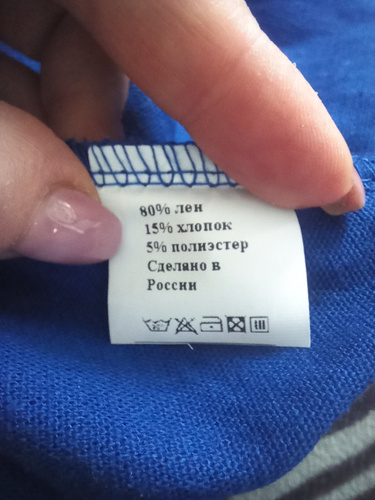 80% лен
15% хлопок
5% полиэстер
Сделано в
России